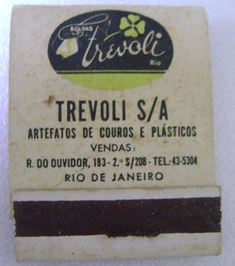 BOLSAS
Trevoli
Rio
TREVOLI S/A
ARTEFATOS DE COUROS E PLÁSTICOS
VENDAS:
R. DO OUVIDOR, 183 - 2.º S/208 - TEL: 43-5304
RIO DE JANEIRO